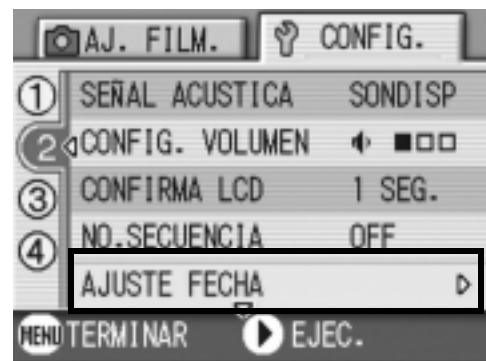 AJ. FILM. CONFIG.
1 SEÑAL ACUSTICA SONDISP
2 CONFIG. VOLUMEN
3 CONFIRMA LCD 1 SEG.
4 NO.SECUENCIA OFF
AJUSTE FECHA
MENU TERMINAR EJEC.